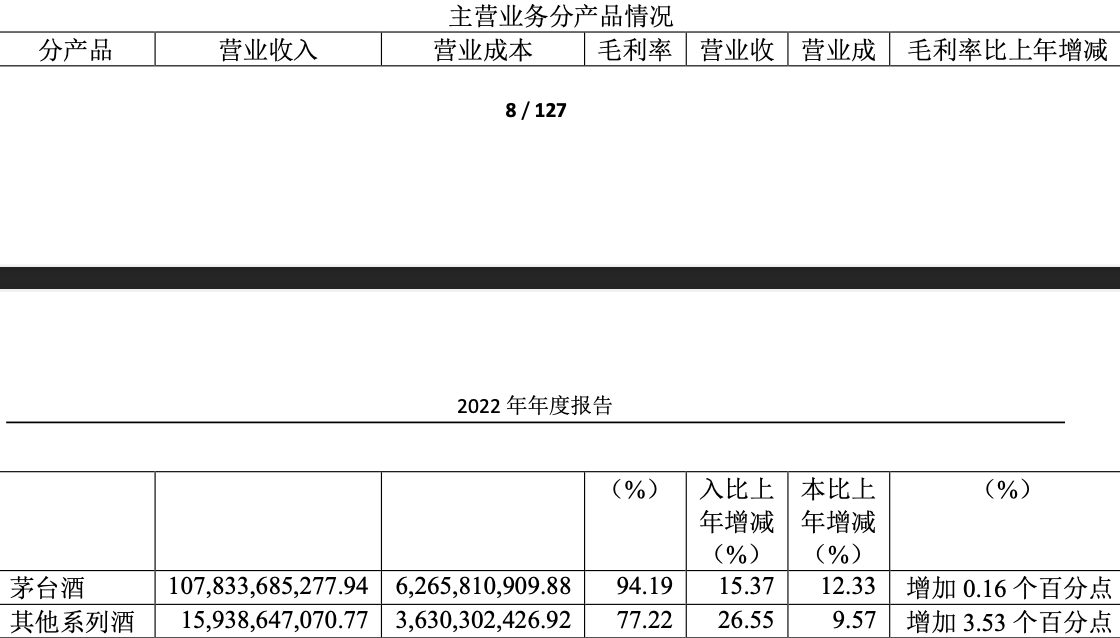 主营业务分产品情况
分产品 营业收入 营业成本 毛利率 营业收 营业成 毛利率比上年增减
8 / 127
2022 年年度报告
（%） 入比上 本比上 （%）
年增减 年增减
（%） （%）
茅台酒 107,833,685,277.94 6,265,810,909.88 94.19 15.37 12.33 增加 0.16 个百分点
其他系列酒 15,938,647,070.77 3,630,302,426.92 77.22 26.55 9.57 增加 3.53 个百分点